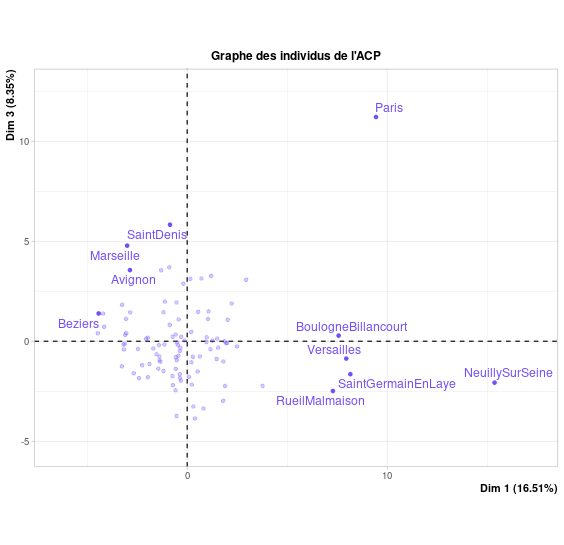 Graphe des individus de l'ACP
Dim 3 (8.35%)
Paris
10
SaintDenis
5
Marseille
Avignon
Beziers
BoulogneBillancourt
0
Versailles
NeuillySurSeine
SaintGermainEnLaye
RueilMalmaison
-5
0
10
Dim 1 (16.51%)